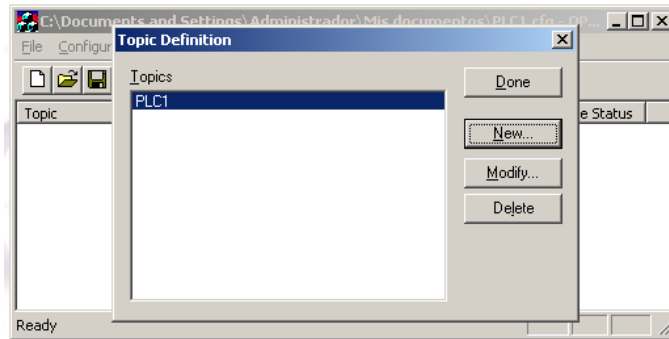 C:\Documents and Settings\Administrador\Mis documentos\PLC1.cfg - OP...
File Configur
Topic Definition
Topics
PLC1
Done
New...
Modify...
Delete
Topic
e Status
Ready